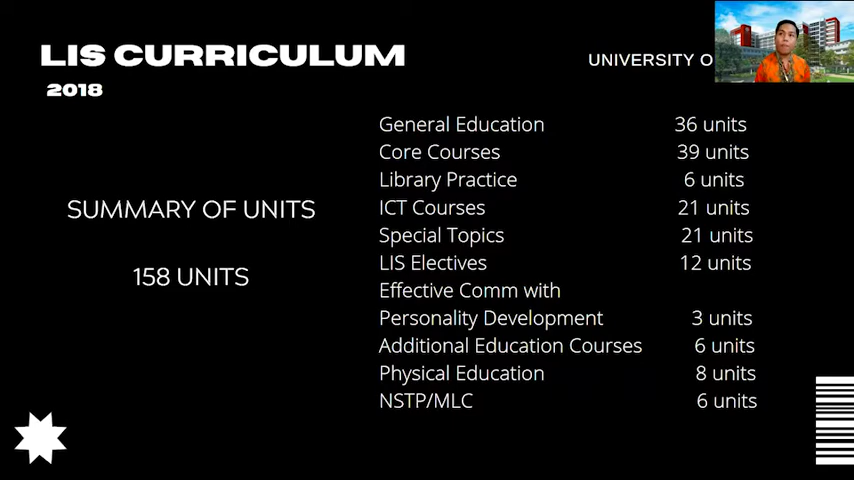 LIS CURRICULUM
2018
UNIVERSITY O
SUMMARY OF UNITS
158 UNITS
General Education 36 units
Core Courses 39 units
Library Practice 6 units
ICT Courses 21 units
Special Topics 21 units
LIS Electives 12 units
Effective Comm with
Personality Development 3 units
Additional Education Courses 6 units
Physical Education 8 units
NSTP/MLC 6 units